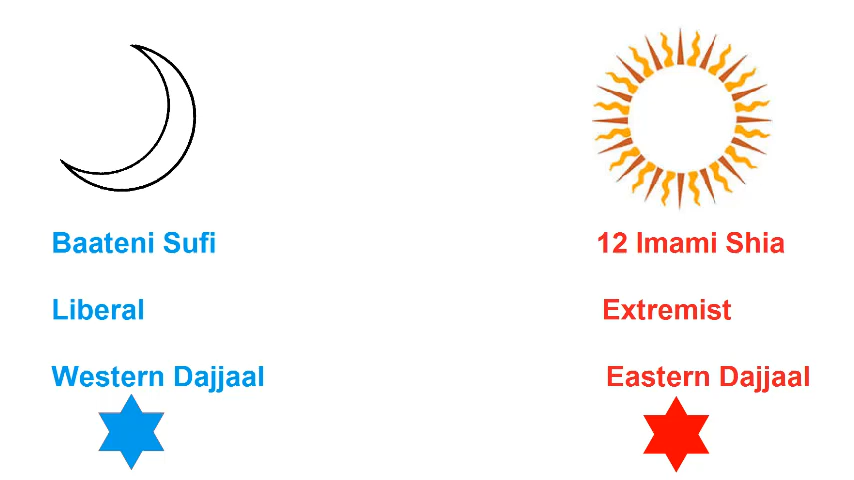 Baateni Sufi
12 Imami Shia
Liberal
Extremist
Western Dajjaal
Eastern Dajjaal